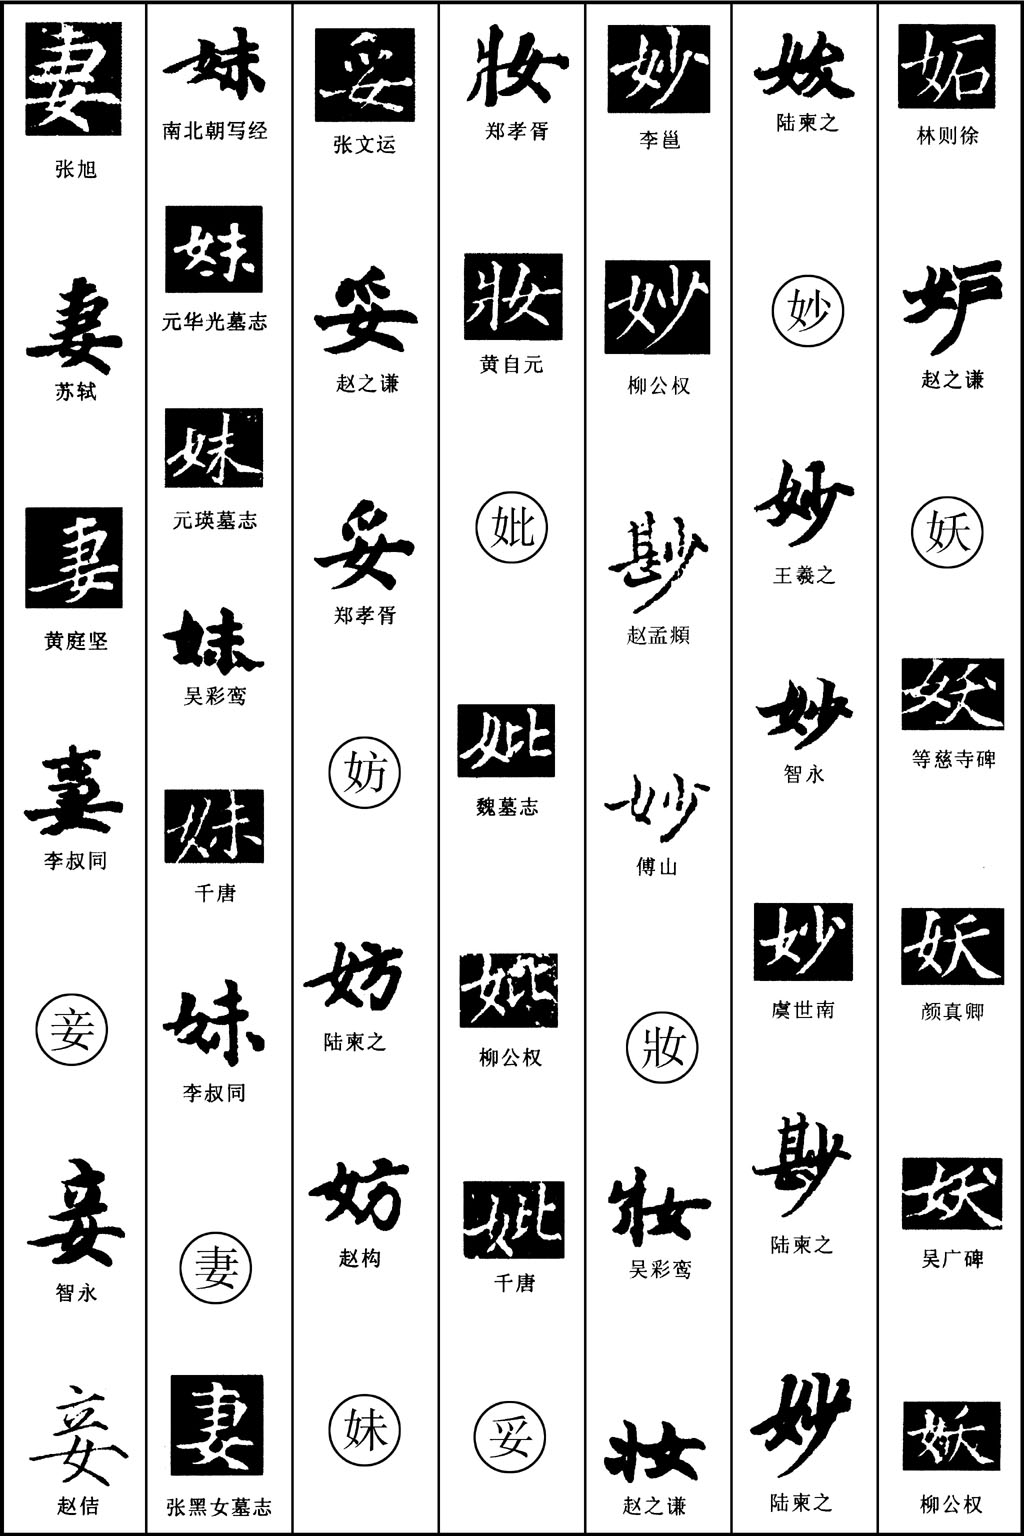 妬
林则徐
妒
赵之谦
妖
妖
等慈寺碑
妖
颜真卿
妖
吴广碑
妖
柳公权
陆柬之
妙
妙
王羲之
妙
智永
妙
虞世南
尠
陆柬之
妙
陆柬之
妙
李邕
妙
柳公权
尠
赵孟頫
妙
傅山
妝
妝
吴彩鸾
妆
赵之谦
妝
郑孝胥
妝
黄自元
妣
妣
魏墓志
妣
柳公权
妣
千唐
妥
妥
张文运
妥
赵之谦
妥
郑孝胥
妨
妨
陆柬之
妨
赵构
妹
妹
南北朝写经
妹
元华光墓志
妹
元瑛墓志
妹
吴彩鸾
妹
千唐
妹
李叔同
妻
妻
张黑女墓志
妻
张旭
妻
苏轼
妻
黄庭坚
妻
李叔同
妾
妾
智永
妾
赵佶